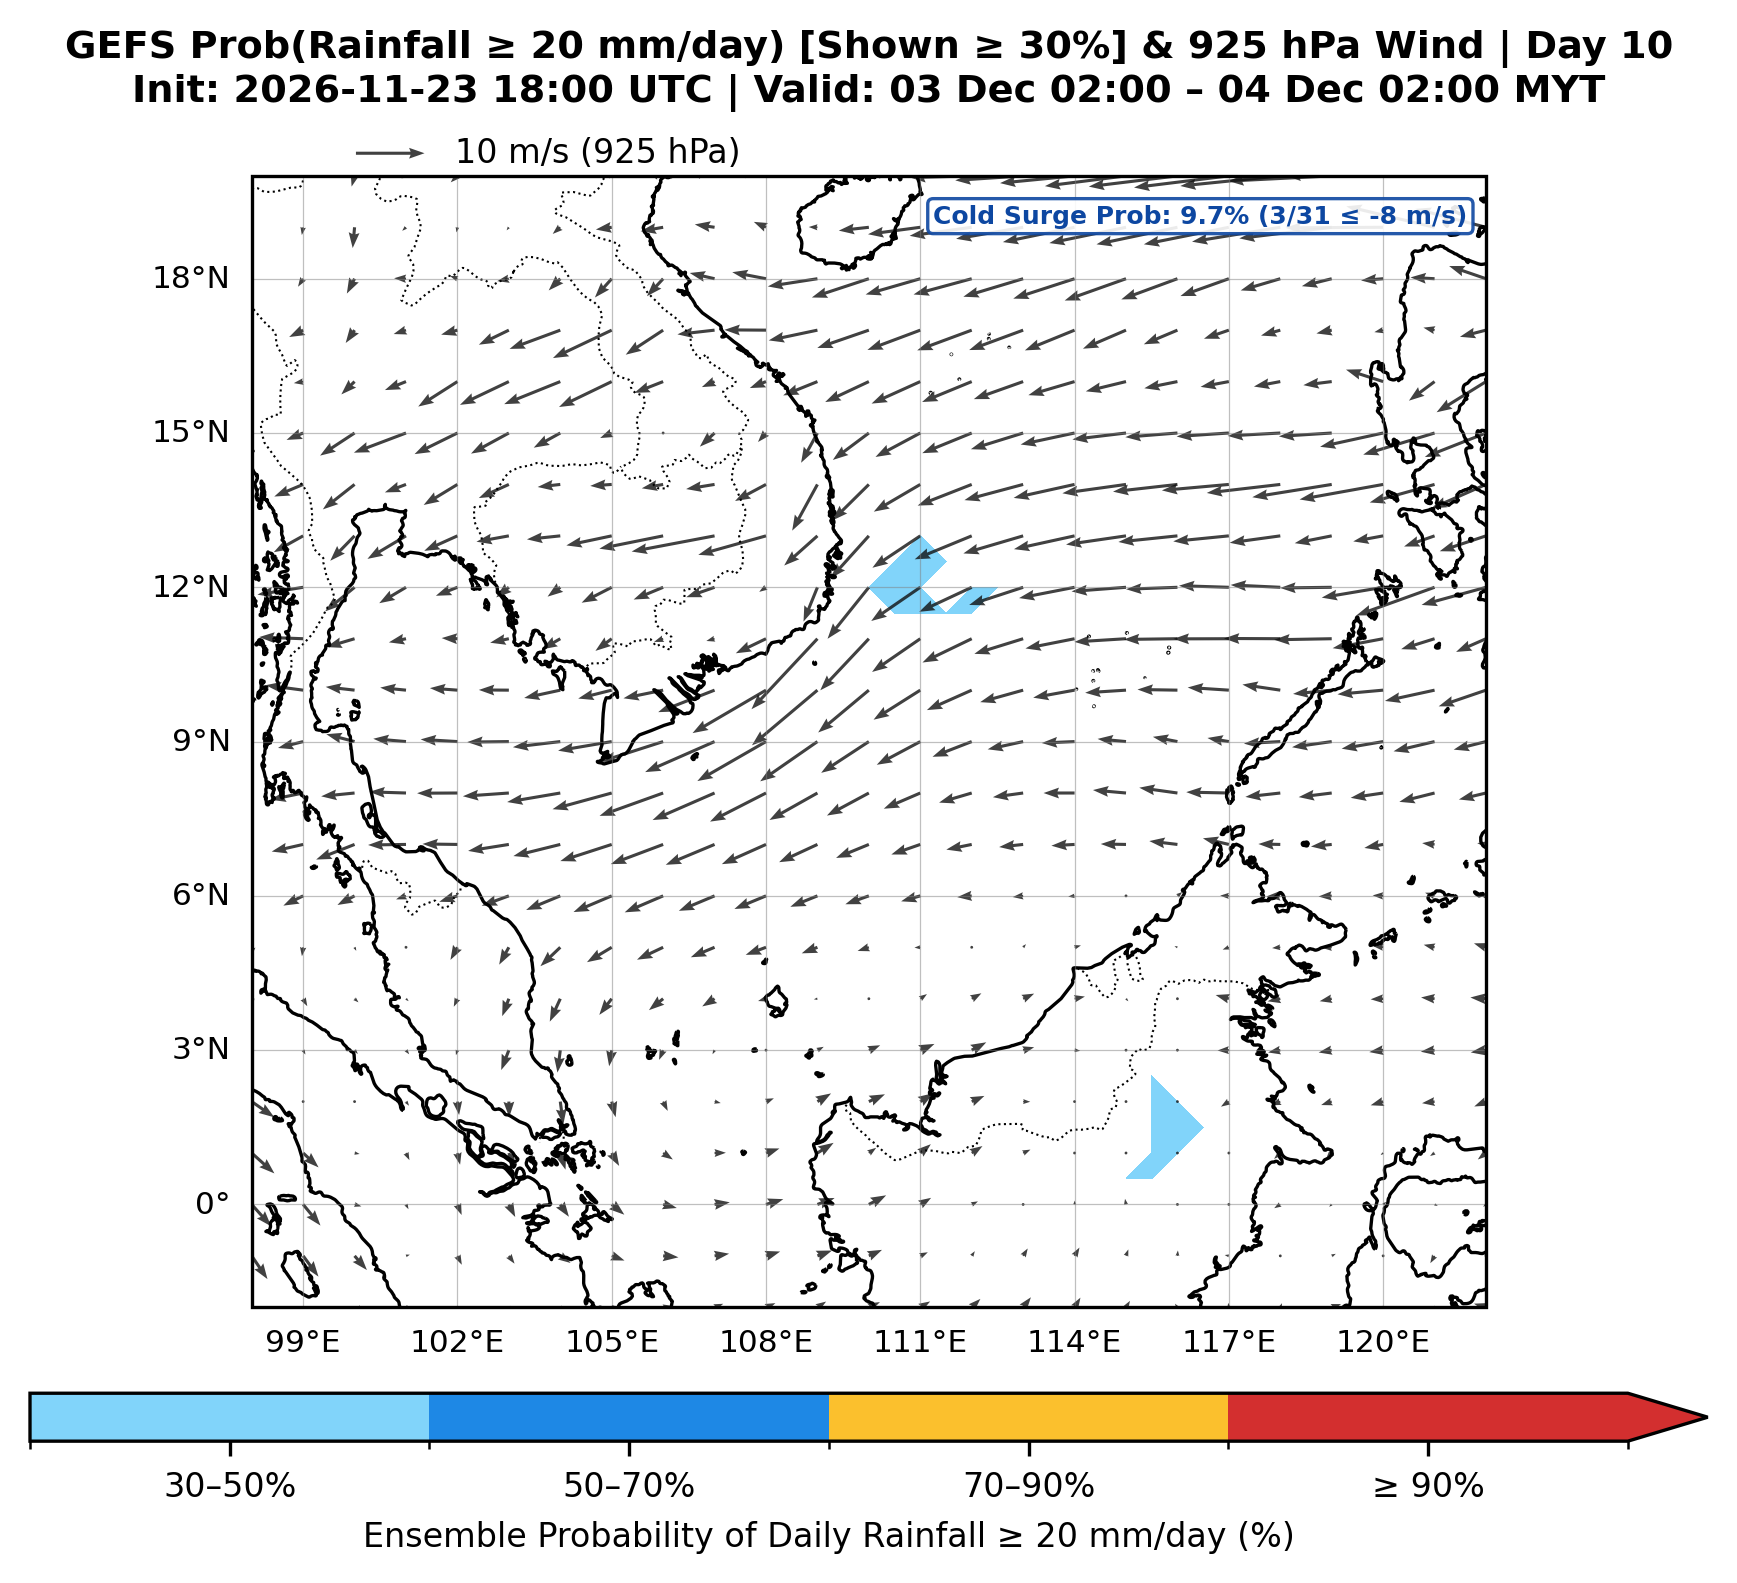 GEFS Prob(Rainfall ≥ 20 mm/day) [Shown ≥ 30%] & 925 hPa Wind | Day 10
Init: 2026-11-23 18:00 UTC | Valid: 03 Dec 02:00 – 04 Dec 02:00 MYT
10 m/s (925 hPa)
Cold Surge Prob: 9.7% (3/31 ≤ -8 m/s)
18°N
15°N
12°N
9°N
6°N
3°N
0°
99°E 102°E 105°E 108°E 111°E 114°E 117°E 120°E
30–50% 50–70% 70–90% ≥ 90%
Ensemble Probability of Daily Rainfall ≥ 20 mm/day (%)